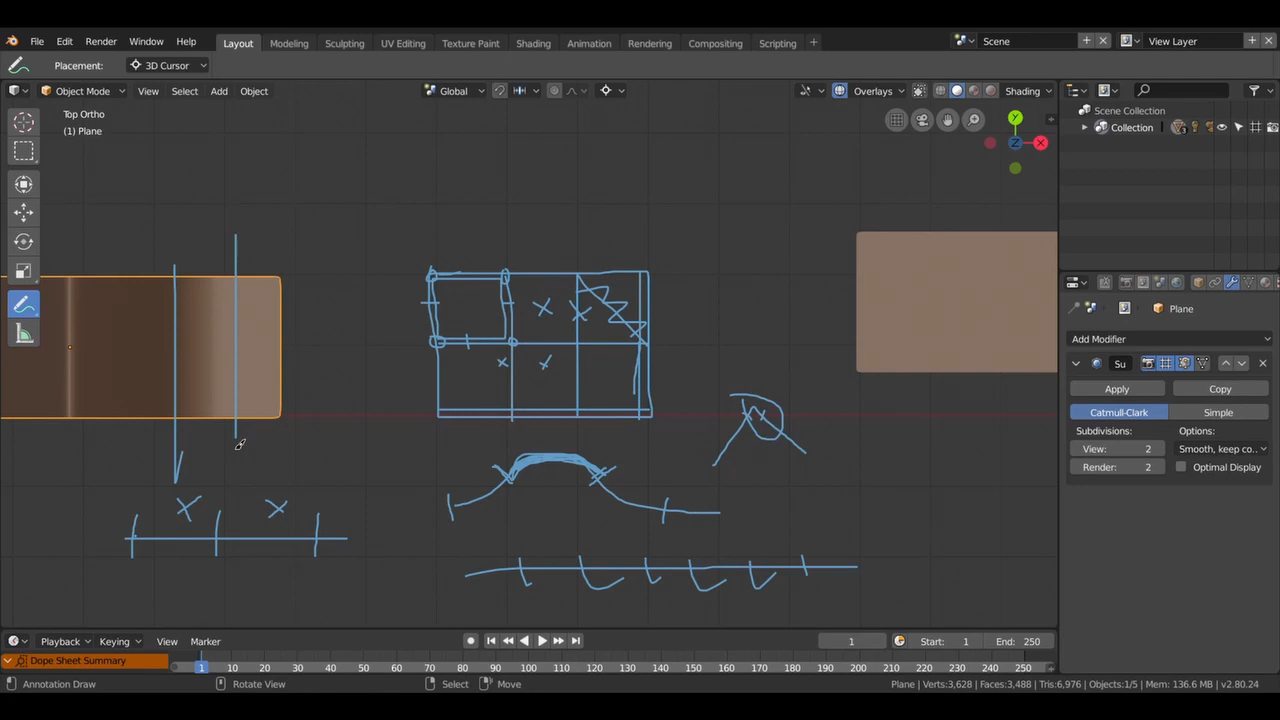 File Edit Render Window Help Layout Modeling Sculpting UV Editing Texture Paint Shading Animation Rendering Compositing Scripting + Scene View Layer
Placement: 3D Cursor
Object Mode View Select Add Object Global Overlays Shading
Top Ortho
(1) Plane
Y
Z
X
Scene Collection
Collection
Plane
Add Modifier
Su
Apply Copy
Catmull-Clark Simple
Subdivisions: Options:
View: 2 Smooth, keep co..
Render: 2 Optimal Display
Playback Keying View Marker 1 Start: 1 End: 250
Dope Sheet Summary 1 10 20 30 40 50 60 70 80 90 100 110 120 130 140 150 160 170 180 190 200 210 220 230 240 250
Annotation Draw Rotate View Select Move Plane | Verts:3,628 | Faces:3,488 | Tris:6,976 | Objects:1/5 | Mem: 136.6 MB | v2.80.24